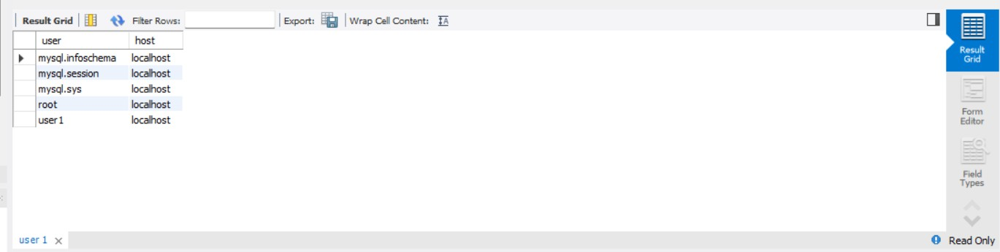 Result Grid Filter Rows: Export: Wrap Cell Content: IA
user host
mysql.infoschema localhost
mysql.session localhost
mysql.sys localhost
root localhost
user1 localhost
Result
Grid
Form
Editor
Field
Types
user 1 Read Only